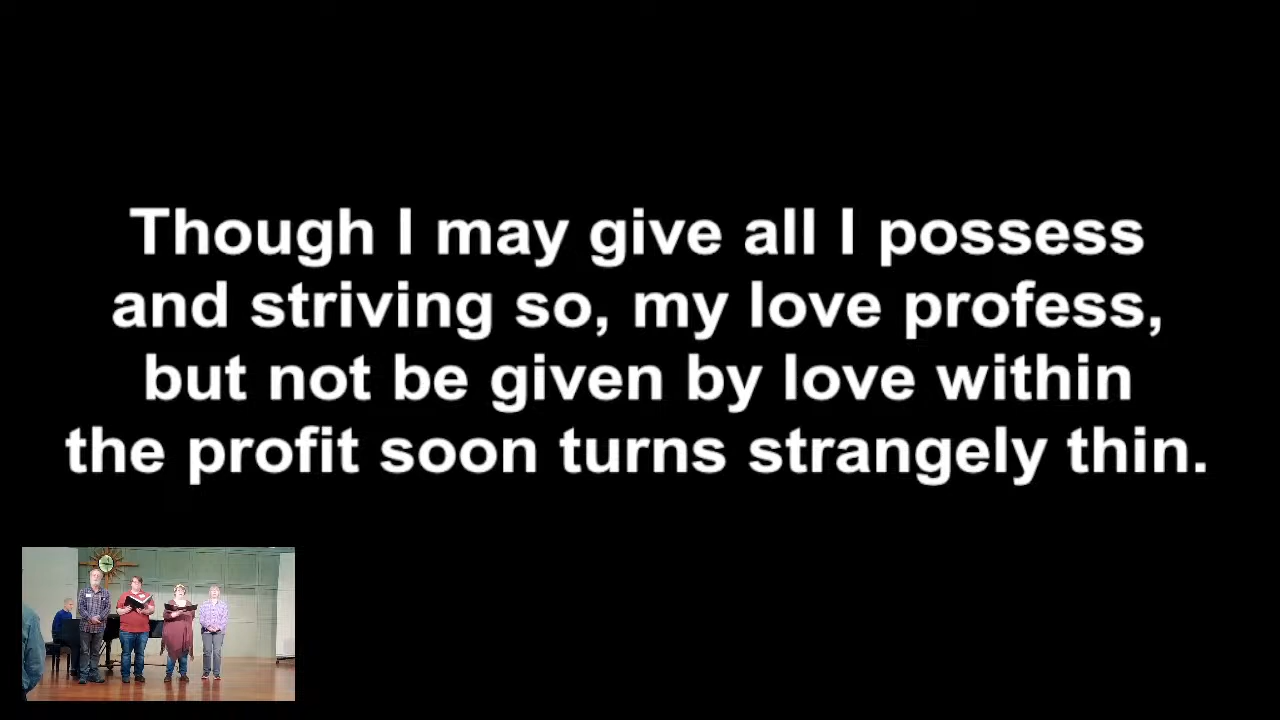 Though I may give all I possess
and striving so, my love profess,
but not be given by love within
the profit soon turns strangely thin.